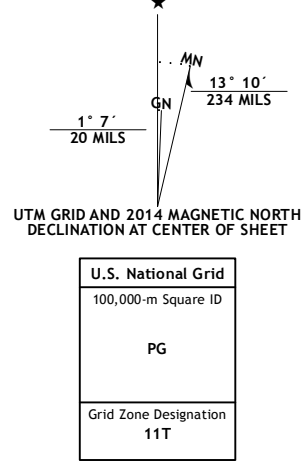 MN
GN
13° 10´
234 MILS
1° 7´
20 MILS
UTM GRID AND 2014 MAGNETIC NORTH
DECLINATION AT CENTER OF SHEET
U.S. National Grid
100,000-m Square ID
PG
Grid Zone Designation
11T